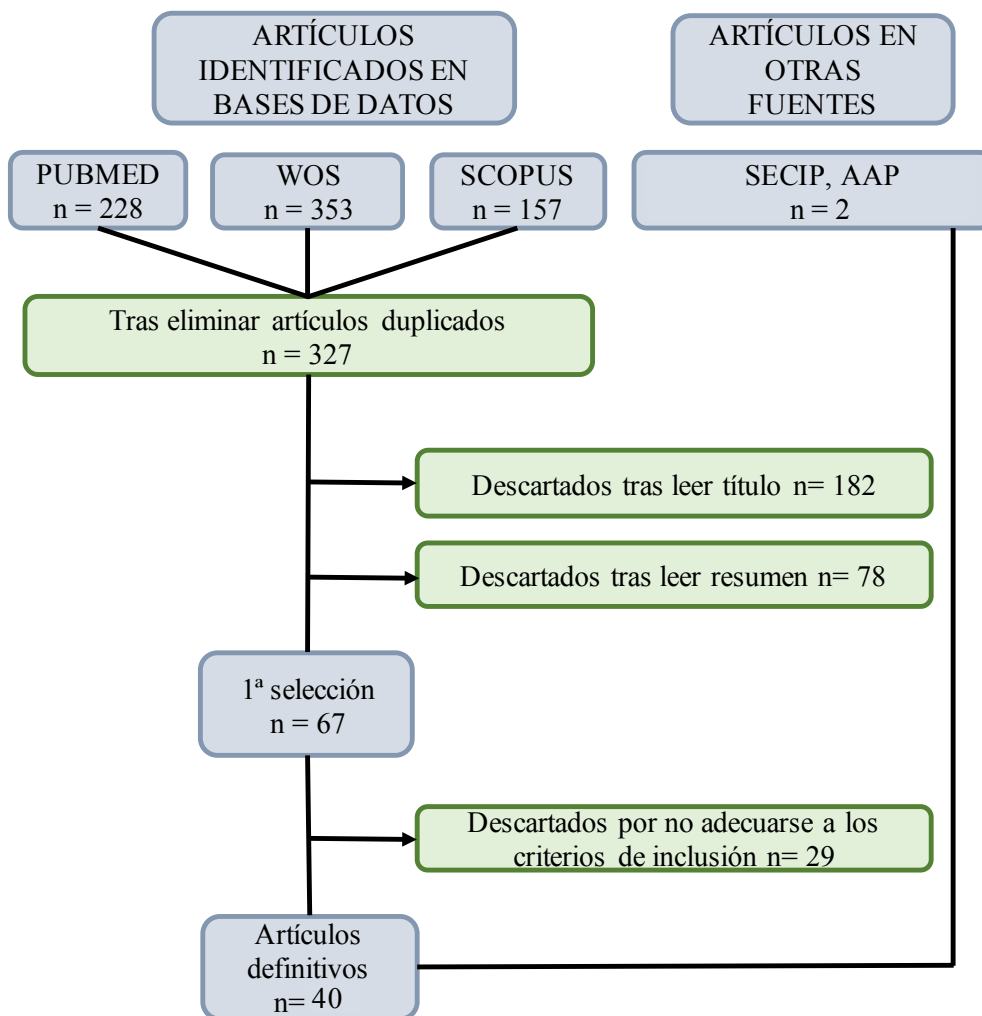 ARTÍCULOS
IDENTIFICADOS EN
BASES DE DATOS
ARTÍCULOS EN
OTRAS
FUENTES
PUBMED
n = 228
WOS
n = 353
SCOPUS
n = 157
SECIP, AAP
n = 2
Tras eliminar artículos duplicados
n = 327
Descartados tras leer título n= 182
Descartados tras leer resumen n= 78
1ª selección
n = 67
Descartados por no adecuarse a los
criterios de inclusión n= 29
Artículos
definitivos
n= 40